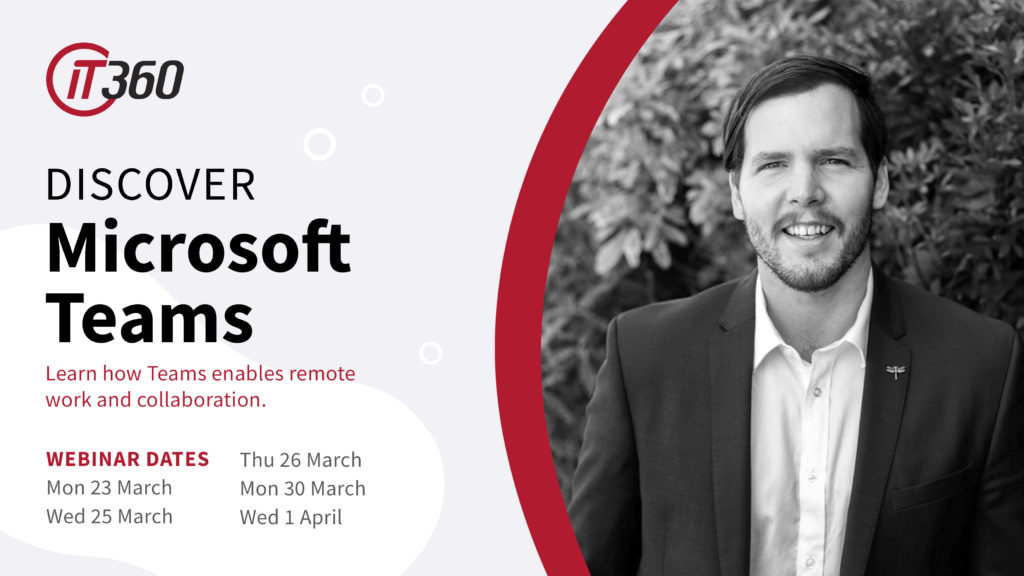 iT360
DISCOVER
Microsoft
Teams
Learn how Teams enables remote
work and collaboration.
WEBINAR DATES
Mon 23 March
Wed 25 March
Thu 26 March
Mon 30 March
Wed 1 April